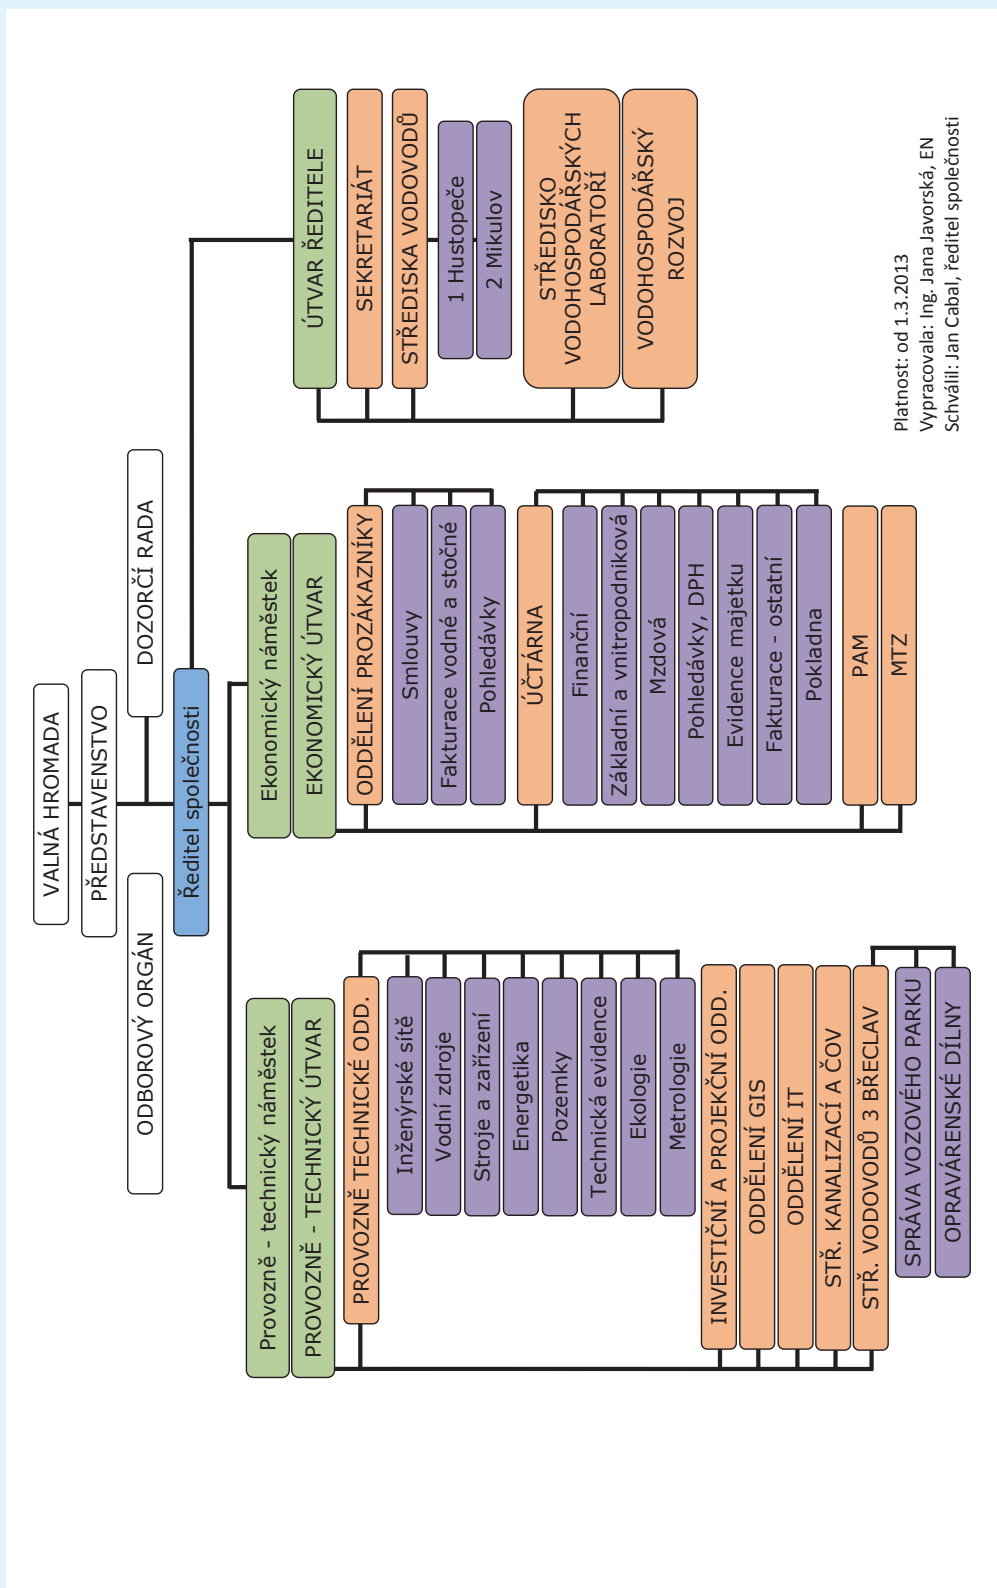 VALNÁ HROMADA
PŘEDSTAVENSTVO
ODBOROVÝ ORGÁN
DOZORČÍ RADA
Ředitel společnosti
Provozně - technický náměstek
PROVOZNĚ - TECHNICKÝ ÚTVAR
PROVOZNĚ TECHNICKÉ ODD.
Inženýrské sítě
Vodní zdroje
Stroje a zařízení
Energetika
Pozemky
Technická evidence
Ekologie
Metrologie
INVESTIČNÍ A PROJEKČNÍ ODD.
ODDĚLENÍ GIS
ODDĚLENÍ IT
STŘ. KANALIZACÍ A ČOV
STŘ. VODOVODŮ 3 BŘECLAV
SPRÁVA VOZOVÉHO PARKU
OPRAVÁRENSKÉ DÍLNY
Ekonomický náměstek
EKONOMICKÝ ÚTVAR
ODDĚLENÍ PROZÁKAZNÍKY
Smlouvy
Fakturace vodné a stočné
Pohledávky
ÚČTÁRNA
Finanční
Základní a vnitropodniková
Mzdová
Pohledávky, DPH
Evidence majetku
Fakturace - ostatní
Pokladna
PAM
MTZ
ÚTVAR ŘEDITELE
SEKRETARIÁT
STŘEDISKA VODOVODŮ
1 Hustopeče
2 Mikulov
STŘEDISKO
VODOHOSPODÁŘSKÝCH
LABORATOŘÍ
VODOHOSPODÁŘSKÝ
ROZVOJ
Platnost: od 1.3.2013
Vypracovala: Ing. Jana Javorská, EN
Schválil: Jan Cabal, ředitel společnosti